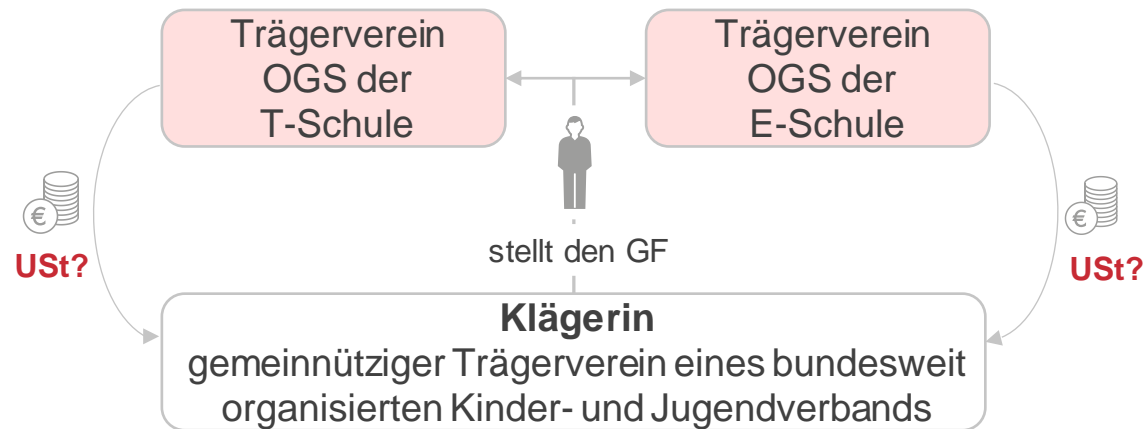 Trägerverein
OGS der
T-Schule
Trägerverein
OGS der
E-Schule
€
USt?
€
USt?
stellt den GF
Klägerin
gemeinnütziger Trägerverein eines bundesweit
organisierten Kinder- und Jugendverbands